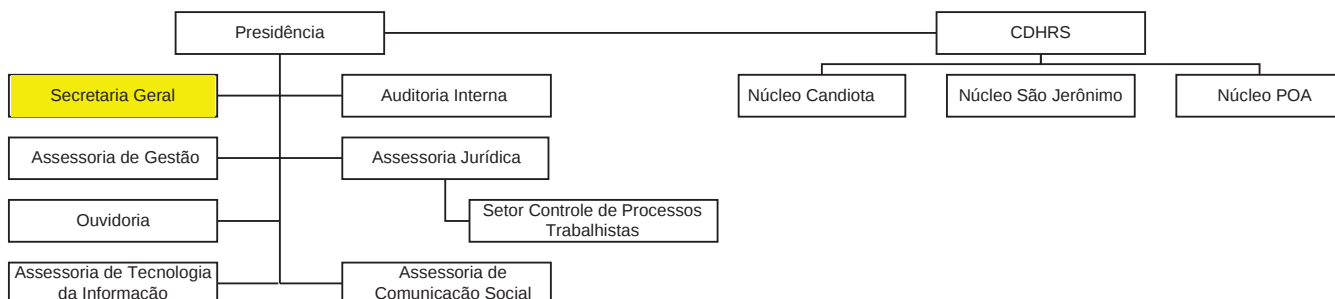 Presidência
CDHRS
Secretaria Geral
Auditoria Interna
Núcleo Candiota
Núcleo São Jerônimo
Núcleo POA
Assessoria de Gestão
Assessoria Jurídica
Ouvidoria
Setor Controle de Processos
Trabalhistas
Assessoria de Tecnologia
da Informação
Assessoria de
Comunicação Social